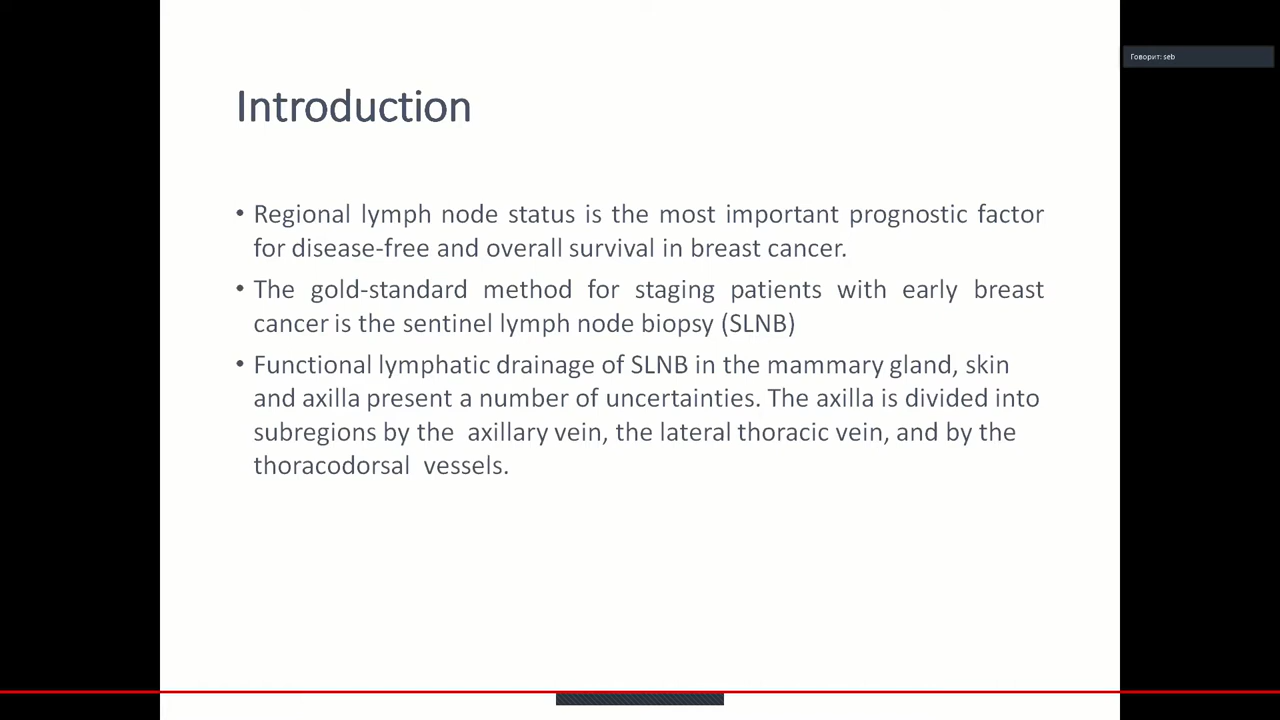 Introduction
• Regional lymph node status is the most important prognostic factor
for disease-free and overall survival in breast cancer.
• The gold-standard method for staging patients with early breast
cancer is the sentinel lymph node biopsy (SLNB)
• Functional lymphatic drainage of SLNB in the mammary gland, skin
and axilla present a number of uncertainties. The axilla is divided into
subregions by the axillary vein, the lateral thoracic vein, and by the
thoracodorsal vessels.
Говорит: seb